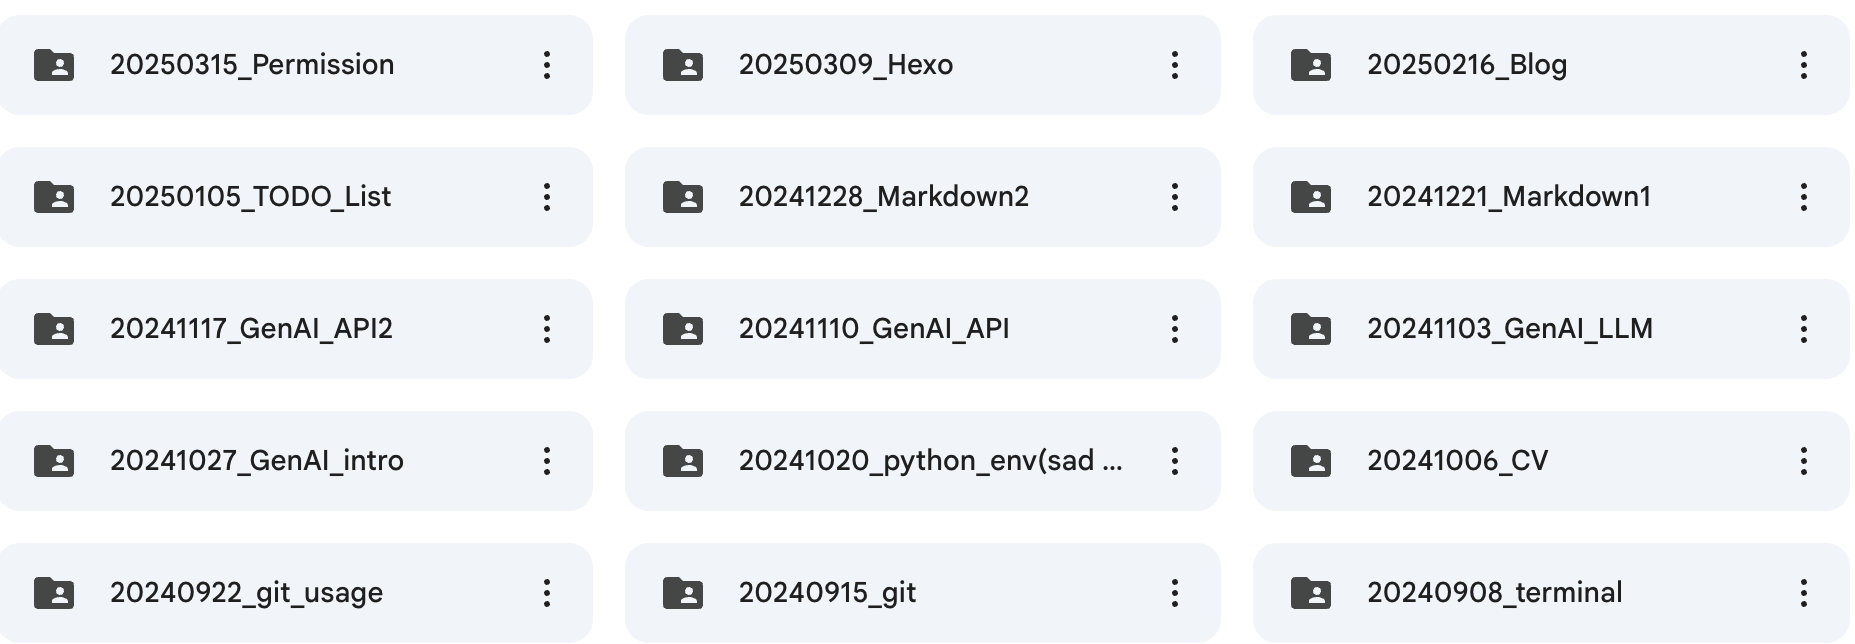 20250315_Permission
20250309_Hexo
20250216_Blog
20250105_TODO_List
20241228_Markdown2
20241221_Markdown1
20241117_GenAI_API2
20241110_GenAI_API
20241103_GenAI_LLM
20241027_GenAI_intro
20241020_python_env(sad ...
20241006_CV
20240922_git_usage
20240915_git
20240908_terminal